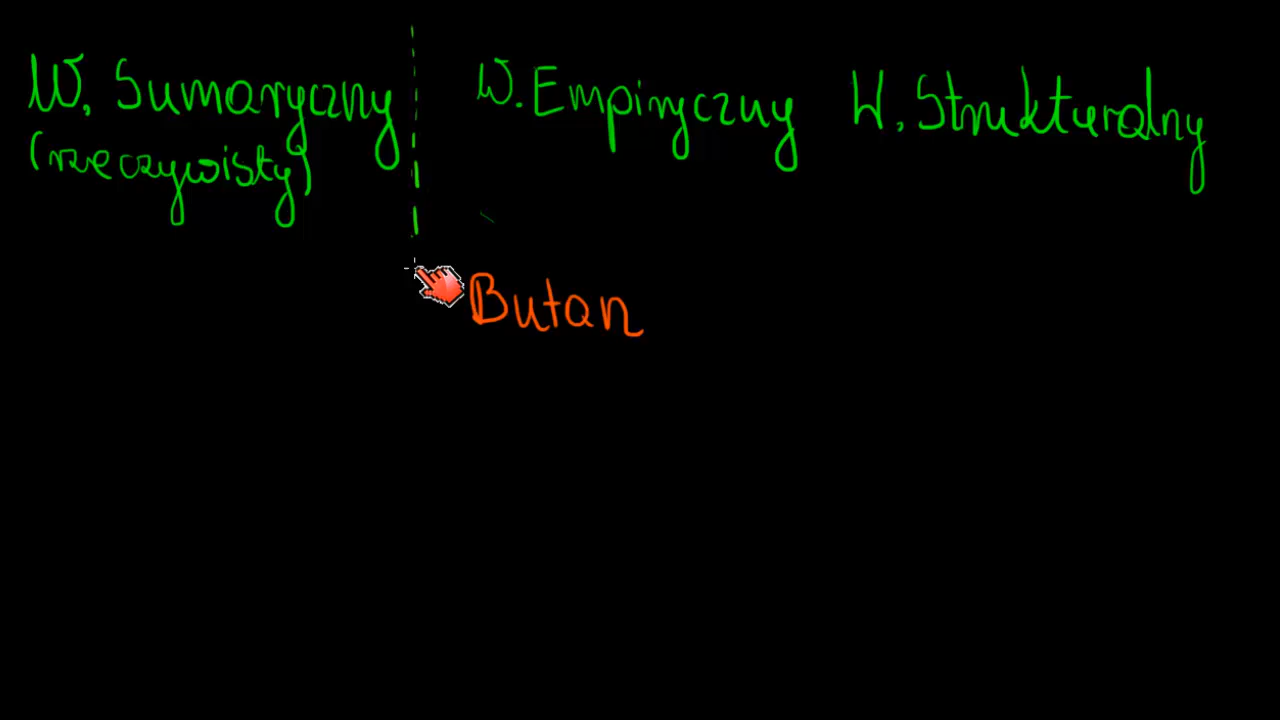 W. Sumaryczny
(rzeczywisty)
W. Empiryczny
W. Strukturalny
Butan